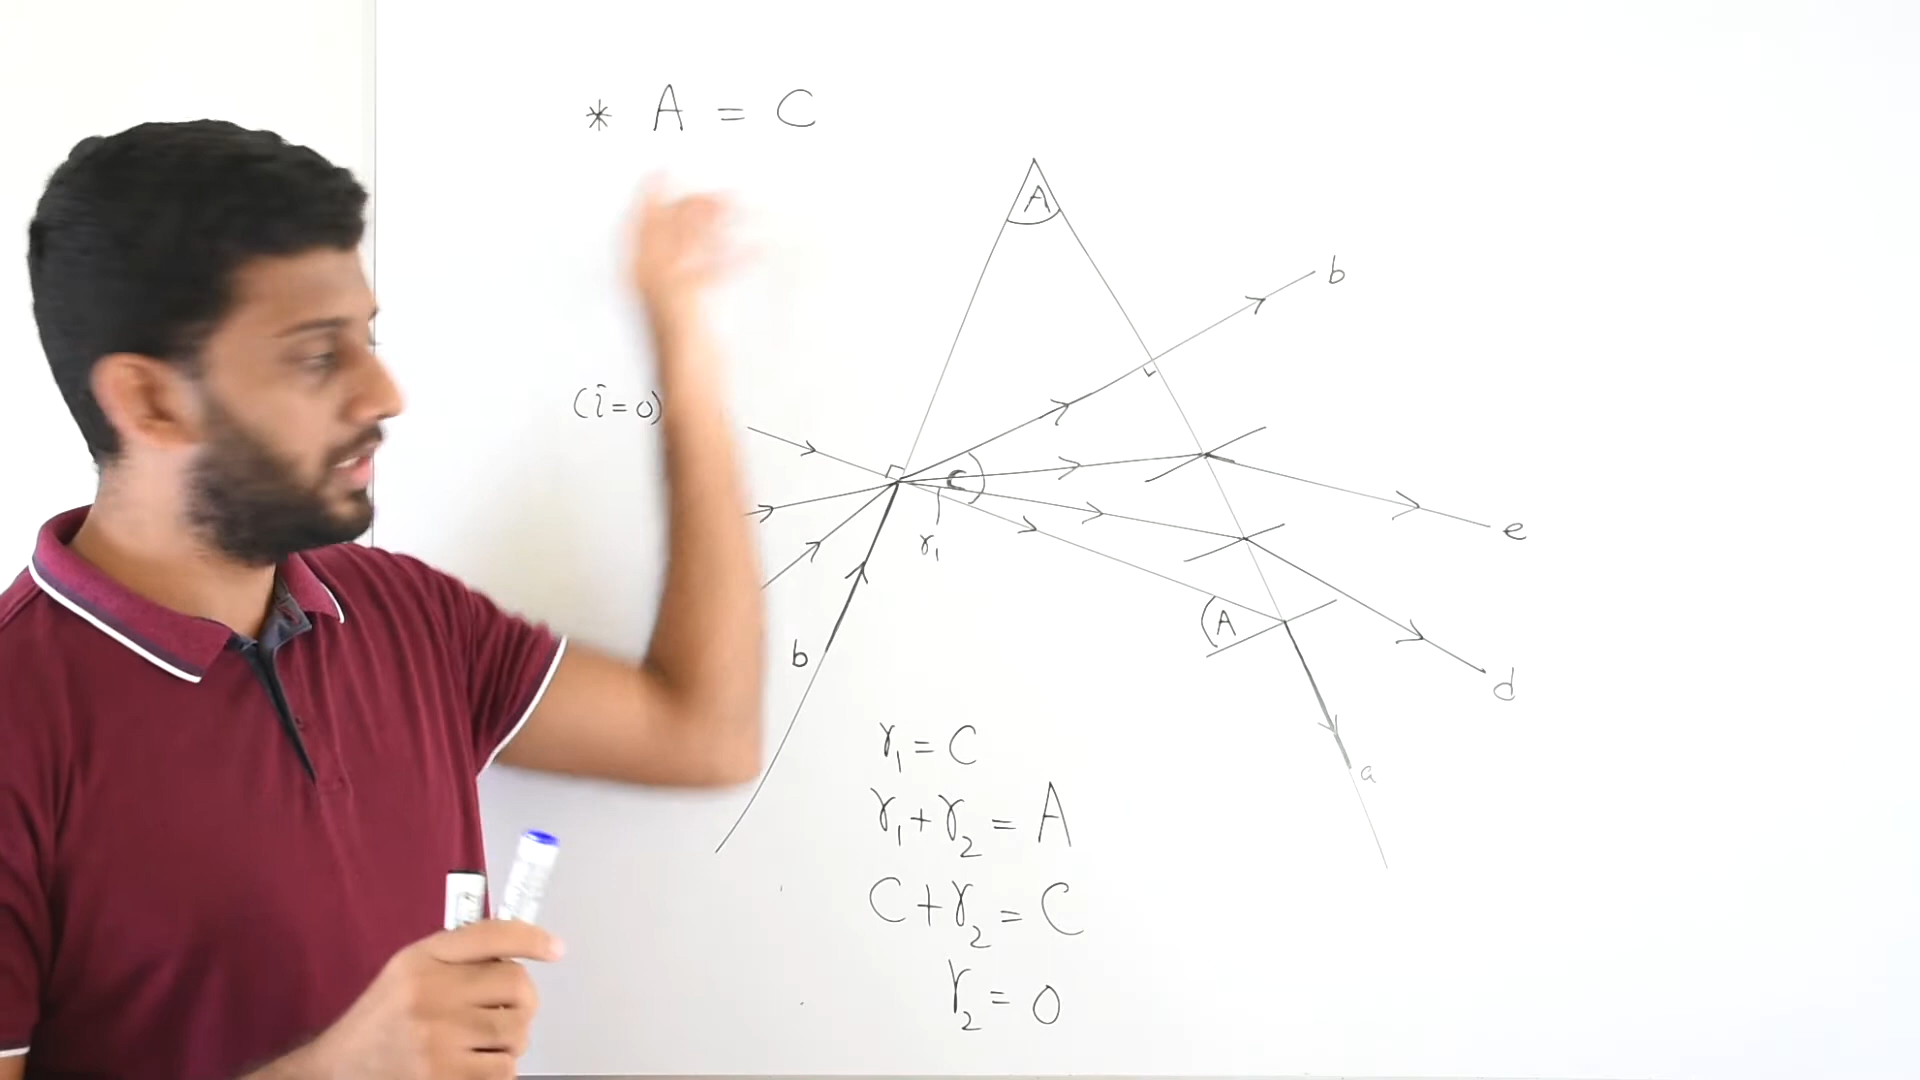 * A = C
A
b
(i = 0)
C
e
r₁
A
b
d
r₁ = C
a
r₁ + r₂ = A
C + r₂ = C
r₂ = 0